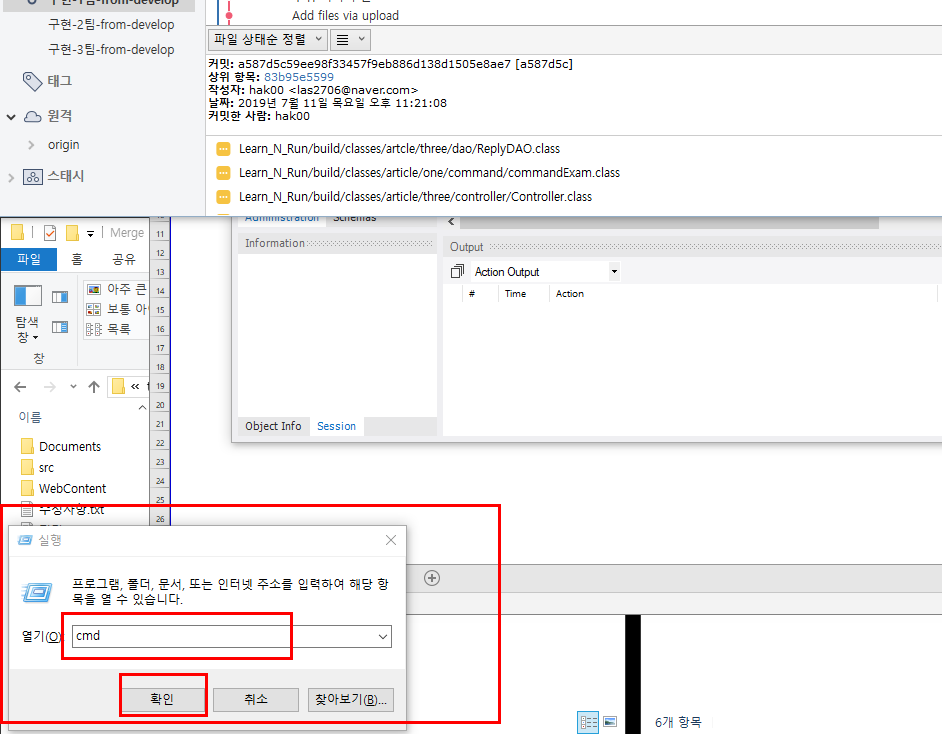 구현-1팀-from-develop
구현-2팀-from-develop
구현-3팀-from-develop
태그
원격
origin
스태시
Add files via upload
파일 상태순 정렬
커밋: a587d5c59ee98f33457f9eb886d138d1505e8ae7 [a587d5c]
상위 항목: 83b95e5599
작성자: hak00 <las2706@naver.com>
날짜: 2019년 7월 11일 목요일 오후 11:21:08
커밋한 사람: hak00
Learn_N_Run/build/classes/artcle/three/dao/ReplyDAO.class
Learn_N_Run/build/classes/article/one/command/commandExam.class
Learn_N_Run/build/classes/article/three/controller/Controller.class
Administration Schemas
Information
Output
Action Output
# Time Action
Object Info Session
Merge
파일 홈 공유
아주 큰
보통
목록
탐색
창
창
11
12
13
14
15
16
17
18
19
20
21
22
23
24
25
26
이름
Documents
src
WebContent
수정사항.txt
실행
프로그램, 폴더, 문서, 또는 인터넷 주소를 입력하여 해당 항
목을 열 수 있습니다.
열기(O)
cmd
확인 취소 찾아보기(B)...
6개 항목